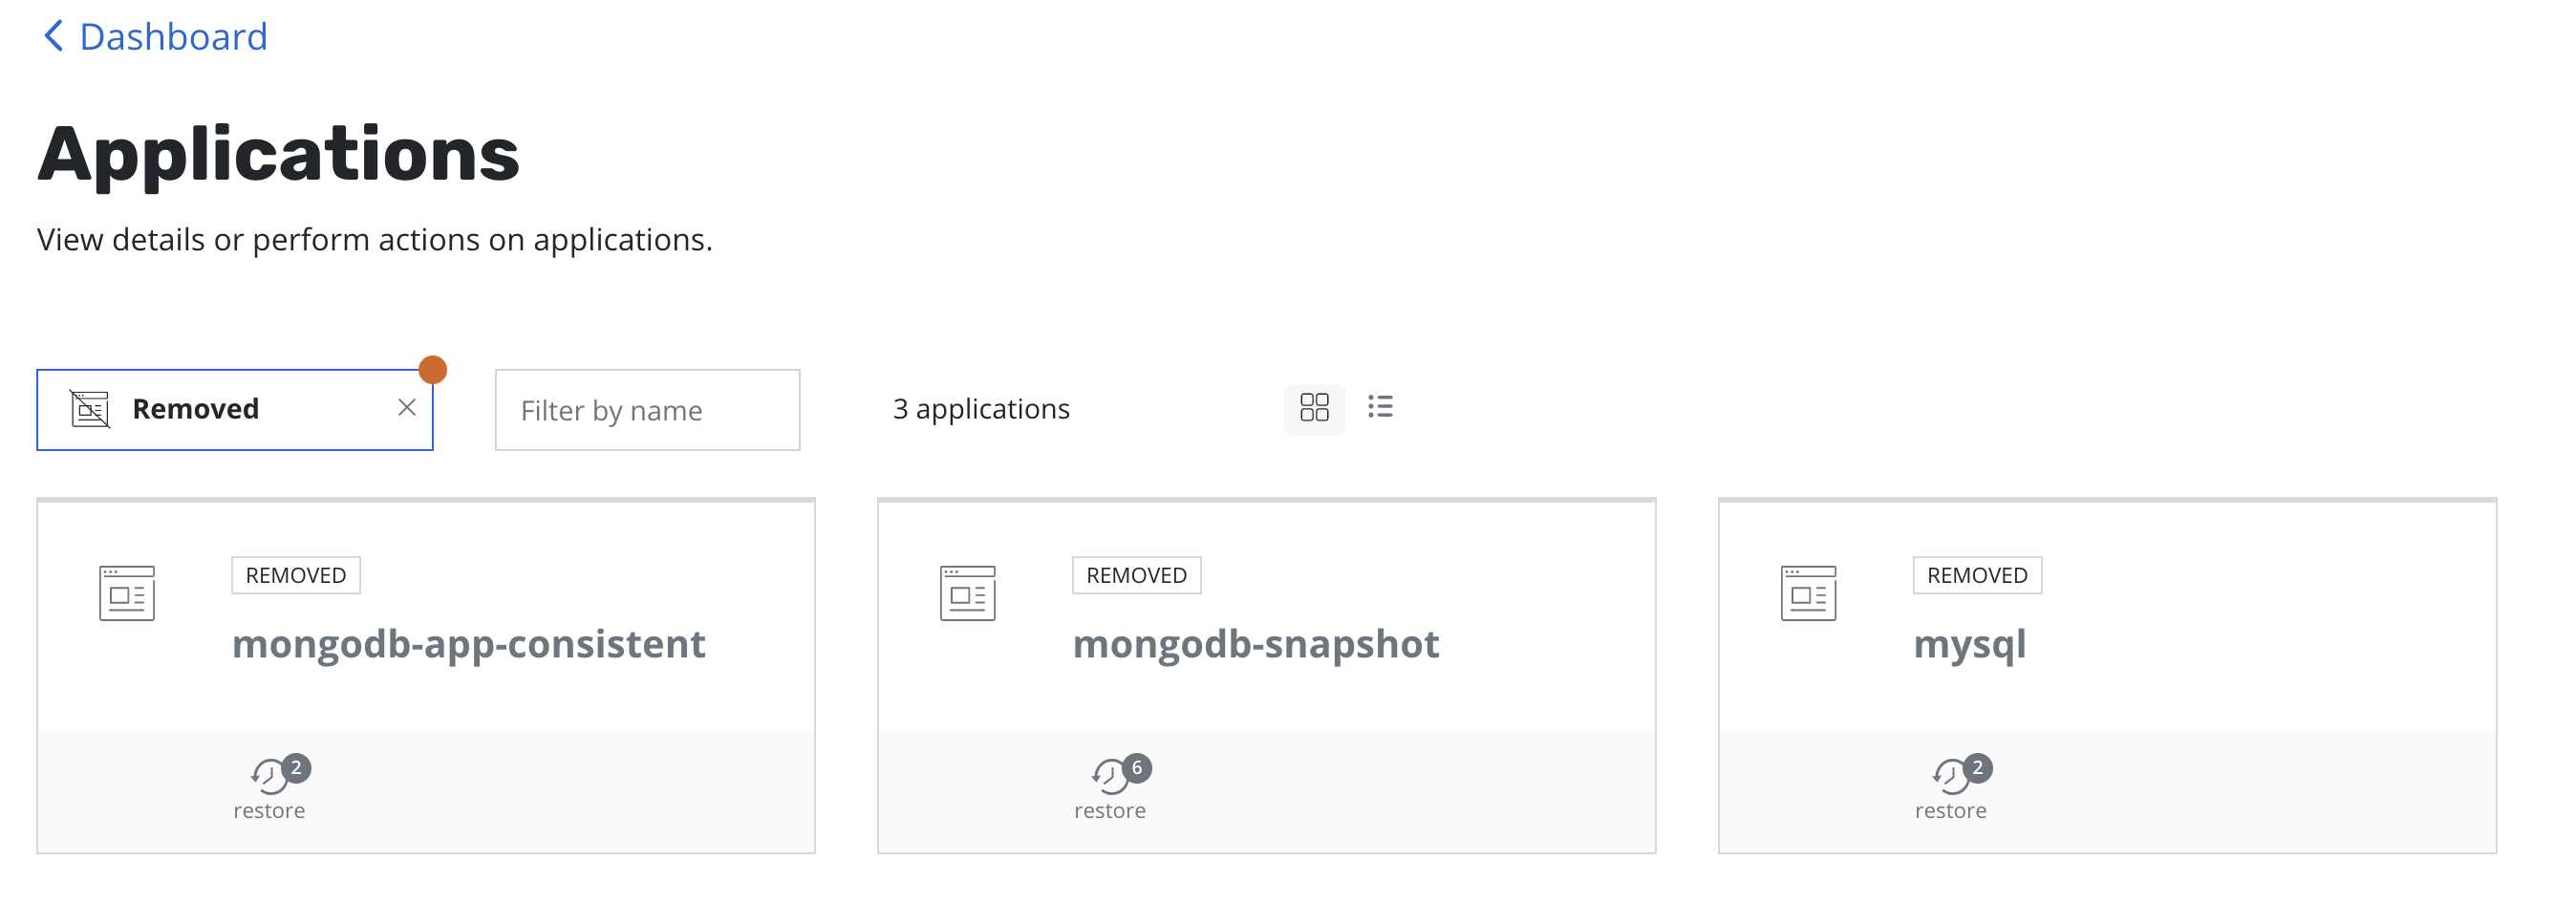 Dashboard
Applications
View details or perform actions on applications.
Removed
Filter by name
3 applications
REMOVED
mongodb-app-consistent
2
restore
REMOVED
mongodb-snapshot
6
restore
REMOVED
mysql
2
restore